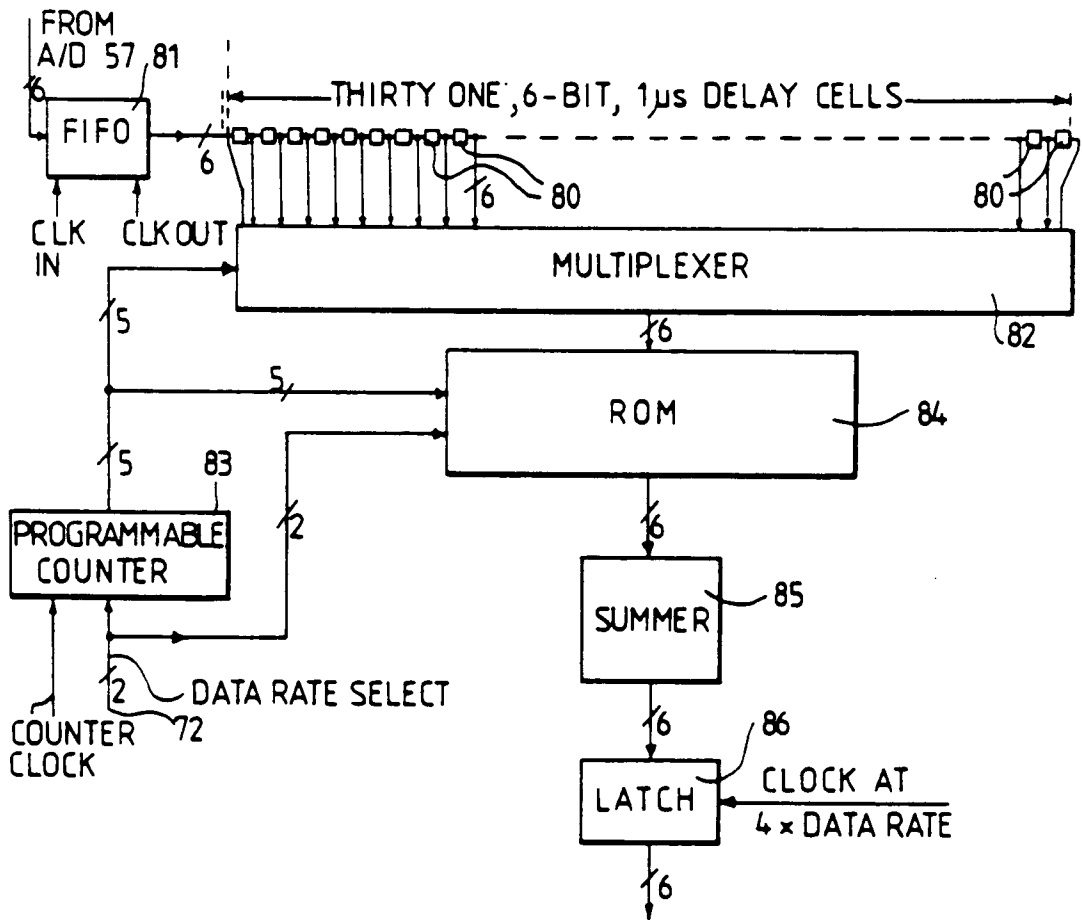 FROM
A/D 57
81
6
FIFO
THIRTY ONE, 6-BIT, 1µs DELAY CELLS
6
6
80
80
CLK
IN
CLK OUT
MULTIPLEXER
82
5
6
5
ROM
84
5
83
2
6
PROGRAMMABLE
COUNTER
SUMMER
85
2
DATA RATE SELECT
72
COUNTER
CLOCK
6
86
LATCH
CLOCK AT
4 x DATA RATE
6